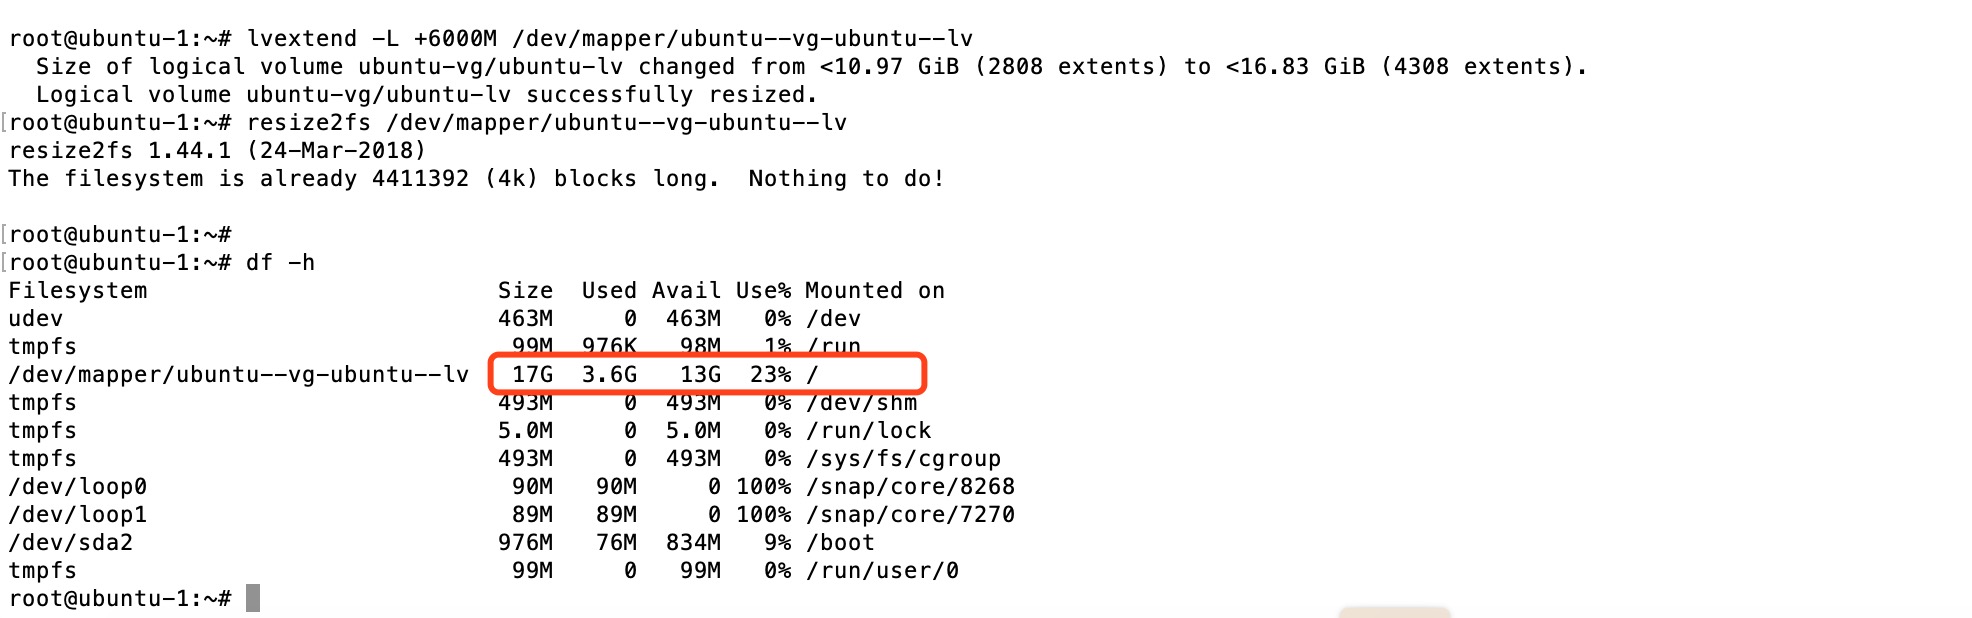 root@ubuntu-1:~# lvextend -L +6000M /dev/mapper/ubuntu--vg-ubuntu--lv
  Size of logical volume ubuntu-vg/ubuntu-lv changed from <10.97 GiB (2808 extents) to <16.83 GiB (4308 extents).
  Logical volume ubuntu-vg/ubuntu-lv successfully resized.
[root@ubuntu-1:~# resize2fs /dev/mapper/ubuntu--vg-ubuntu--lv
resize2fs 1.44.1 (24-Mar-2018)
The filesystem is already 4411392 (4k) blocks long.  Nothing to do!
[root@ubuntu-1:~#
[root@ubuntu-1:~# df -h
Filesystem                         Size  Used Avail Use% Mounted on
udev                               463M     0  463M   0% /dev
tmpfs                               99M  976K   98M   1% /run
/dev/mapper/ubuntu--vg-ubuntu--lv   17G  3.6G   13G  23% /
tmpfs                              493M     0  493M   0% /dev/shm
tmpfs                              5.0M     0  5.0M   0% /run/lock
tmpfs                              493M     0  493M   0% /sys/fs/cgroup
/dev/loop0                          90M   90M     0 100% /snap/core/8268
/dev/loop1                          89M   89M     0 100% /snap/core/7270
/dev/sda2                          976M   76M  834M   9% /boot
tmpfs                               99M     0   99M   0% /run/user/0
root@ubuntu-1:~#